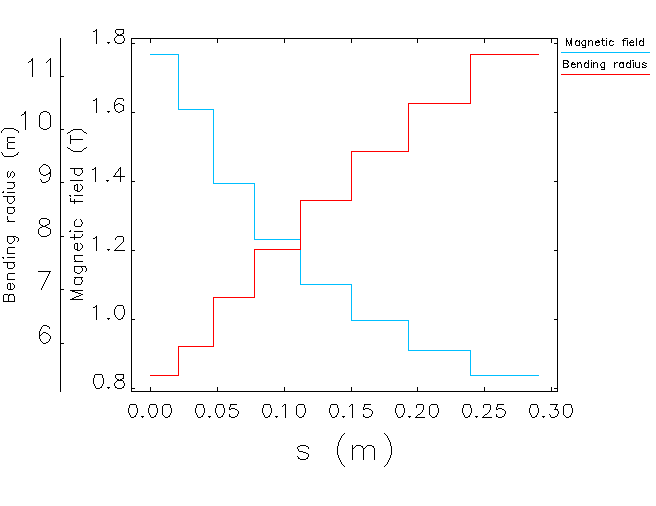 Magnetic field
Bending radius
Bending radius (m)
11
10
9
8
7
6
Magnetic field (T)
1.8
1.6
1.4
1.2
1.0
0.8
0.00 0.05 0.10 0.15 0.20 0.25 0.30
s (m)